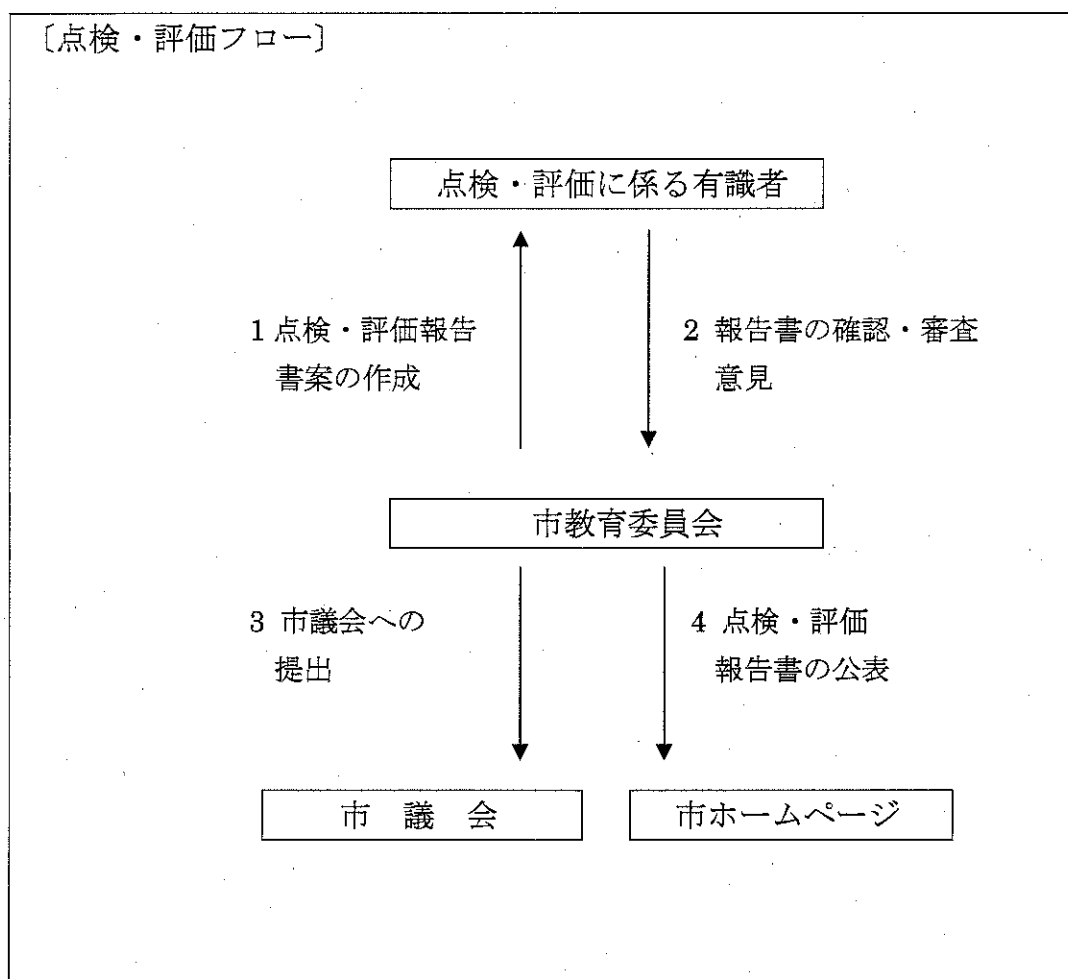 〔点検・評価フロー〕
点検・評価に係る有識者
1 点検・評価報告
書案の作成
2 報告書の確認・審査
意見
市教育委員会
3 市議会への
提出
4 点検・評価
報告書の公表
市 議 会
市ホームページ